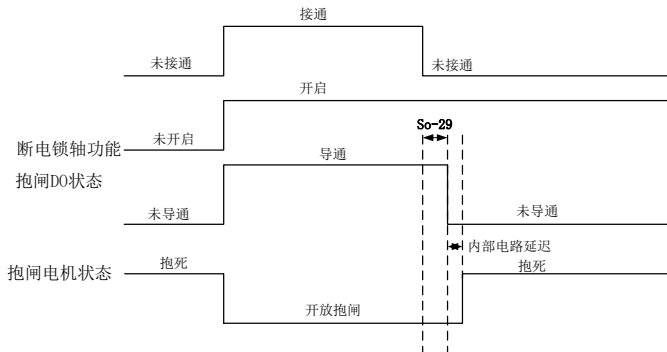 接通
未接通 未接通
开启
So-29
未开启
断电锁轴功能
导通
抱闸DO状态
未导通 未导通
内部电路延迟
抱死 抱死
抱闸电机状态
开放抱闸